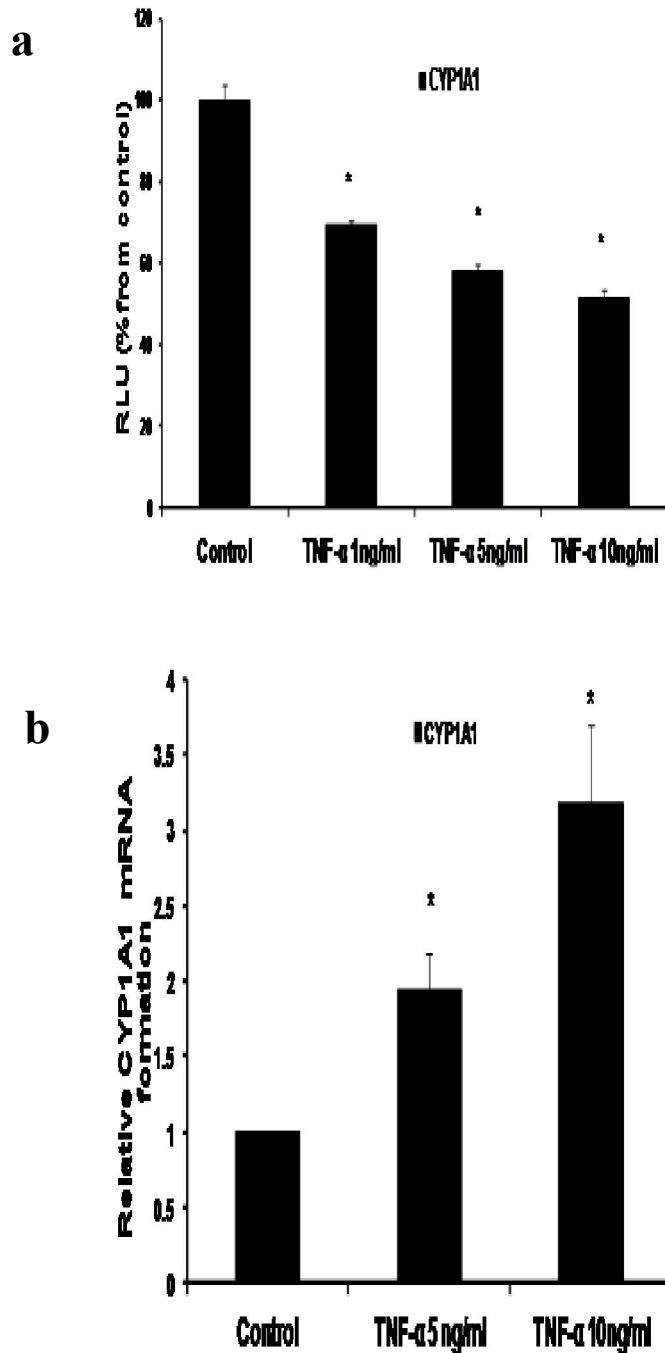 a
120
CYP1A1
100
80
60
40
20
0
RLU (% from control)
*
*
*
Control
TNF-α 1ng/ml
TNF-α 5ng/ml
TNF-α 10ng/ml
b
4
CYP1A1
3.5
3
2.5
2
1.5
1
0.5
0
Relative CYP1A1 mRNA
formation
*
*
Control
TNF-α 5 ng/ml
TNF-α 10ng/ml